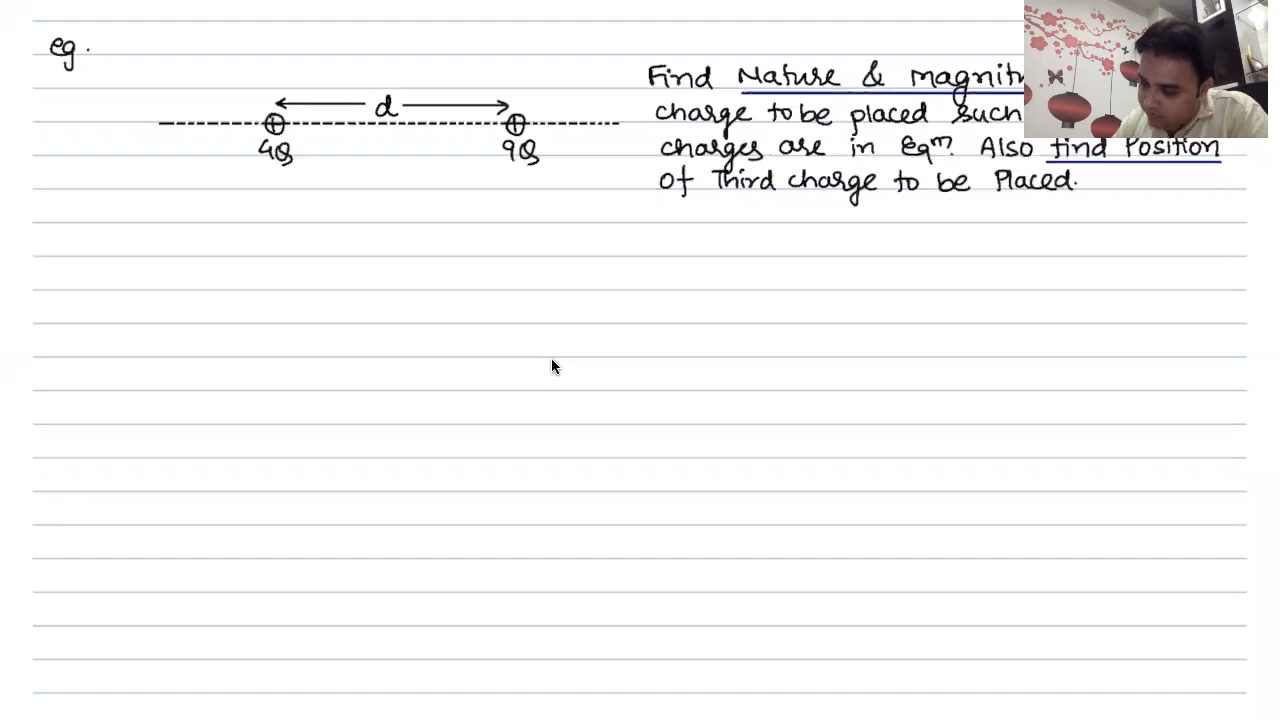 eg.
Find Nature & magnitu
charge to be placed such
charges are in Eqm. Also find Position
of Third charge to be Placed.
d
4Q
9Q